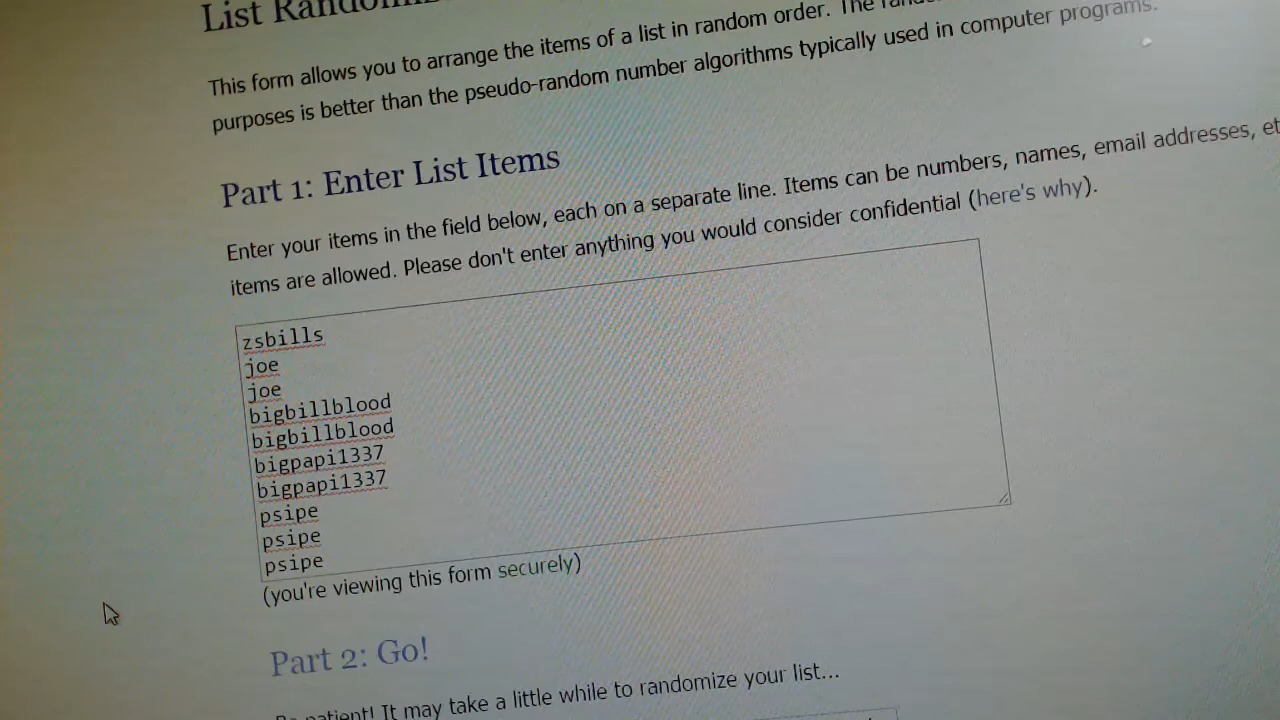 List
This form allows you to arrange the items of a list in random order. The
purposes is better than the pseudo-random number algorithms typically used in computer programs.
Part 1: Enter List Items
Enter your items in the field below, each on a separate line. Items can be numbers, names, email addresses,
items are allowed. Please don't enter anything you would consider confidential (here's why).
zsbills
joe
joe
bigbillblood
bigbillblood
bigpapi1337
bigpapi1337
psipe
psipe
psipe
(you're viewing this form securely)
Part 2: Go!
Be patient! It may take a little while to randomize your list...